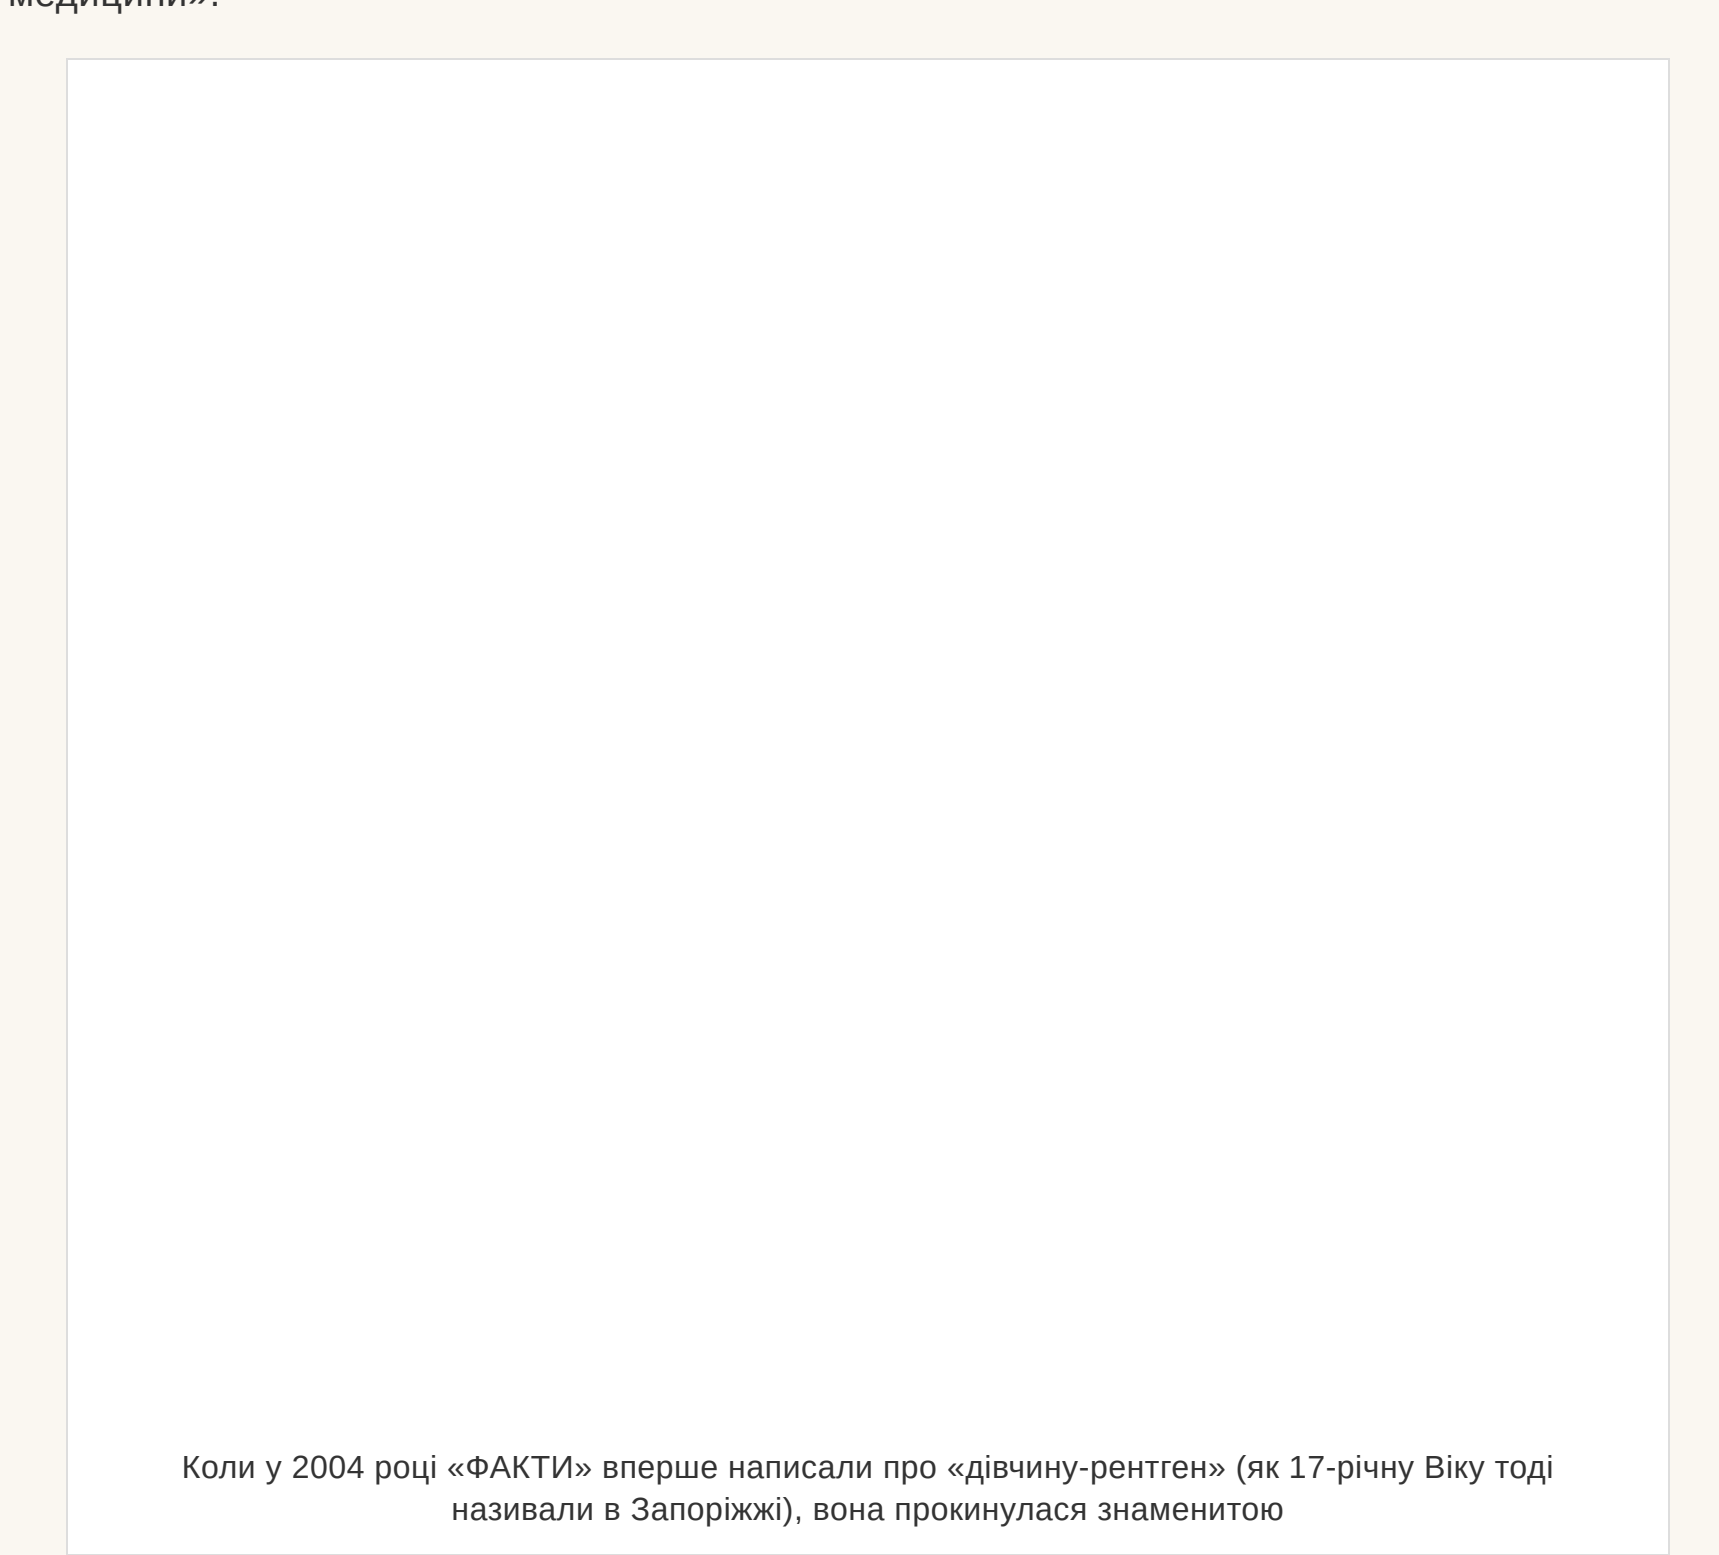 медицини».
Коли у 2004 році «ФАКТИ» вперше написали про «дівчину-рентген» (як 17-річну Віку тоді
називали в Запоріжжі), вона прокинулася знаменитою